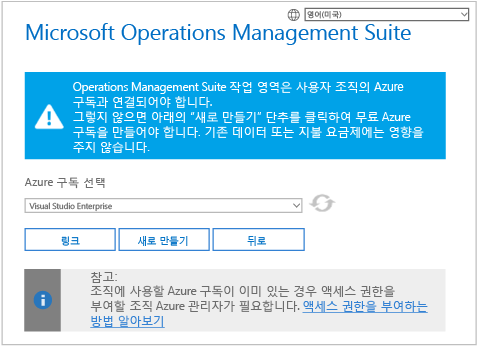 영어(미국)
Microsoft Operations Management Suite
Operations Management Suite 작업 영역은 사용자 조직의 Azure
구독과 연결되어야 합니다.
그렇지 않으면 아래의 "새로 만들기" 단추를 클릭하여 무료 Azure
구독을 만들어야 합니다. 기존 데이터 또는 지불 요금제에는 영향을
주지 않습니다.
Azure 구독 선택
Visual Studio Enterprise
링크
새로 만들기
뒤로
참고:
조직에 사용할 Azure 구독이 이미 있는 경우 액세스 권한을
부여할 조직 Azure 관리자가 필요합니다. 액세스 권한을 부여하는
방법 알아보기